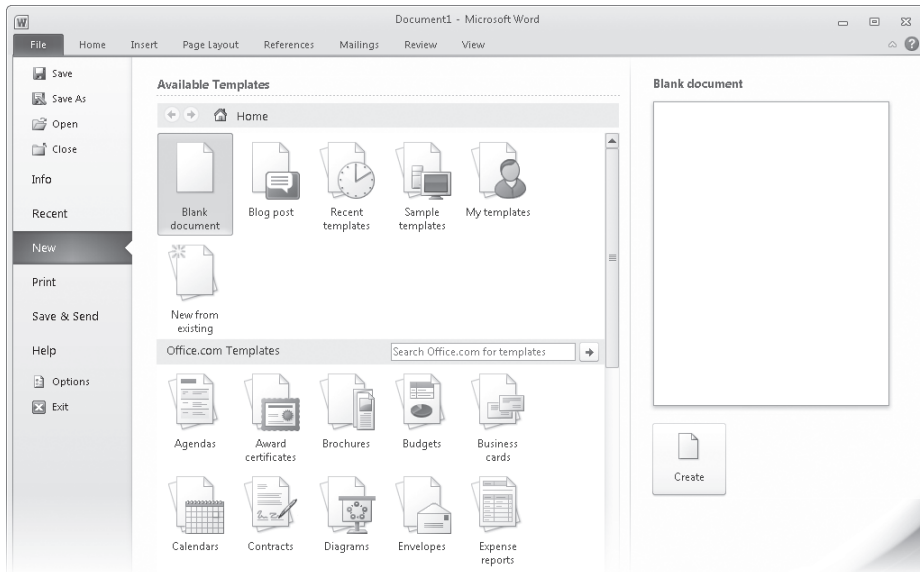 Document1 - Microsoft Word
File Home Insert Page Layout References Mailings Review View
Save
Save As
Open
Close
Info
Recent
New
Print
Save & Send
Help
Options
Exit
Available Templates
Home
Blank
document
Blog post
Recent
templates
Sample
templates
My templates
New from
existing
Office.com Templates
Search Office.com for templates
Agendas
Award
certificates
Brochures
Budgets
Business
cards
Calendars
Contracts
Diagrams
Envelopes
Expense
reports
Blank document
Create